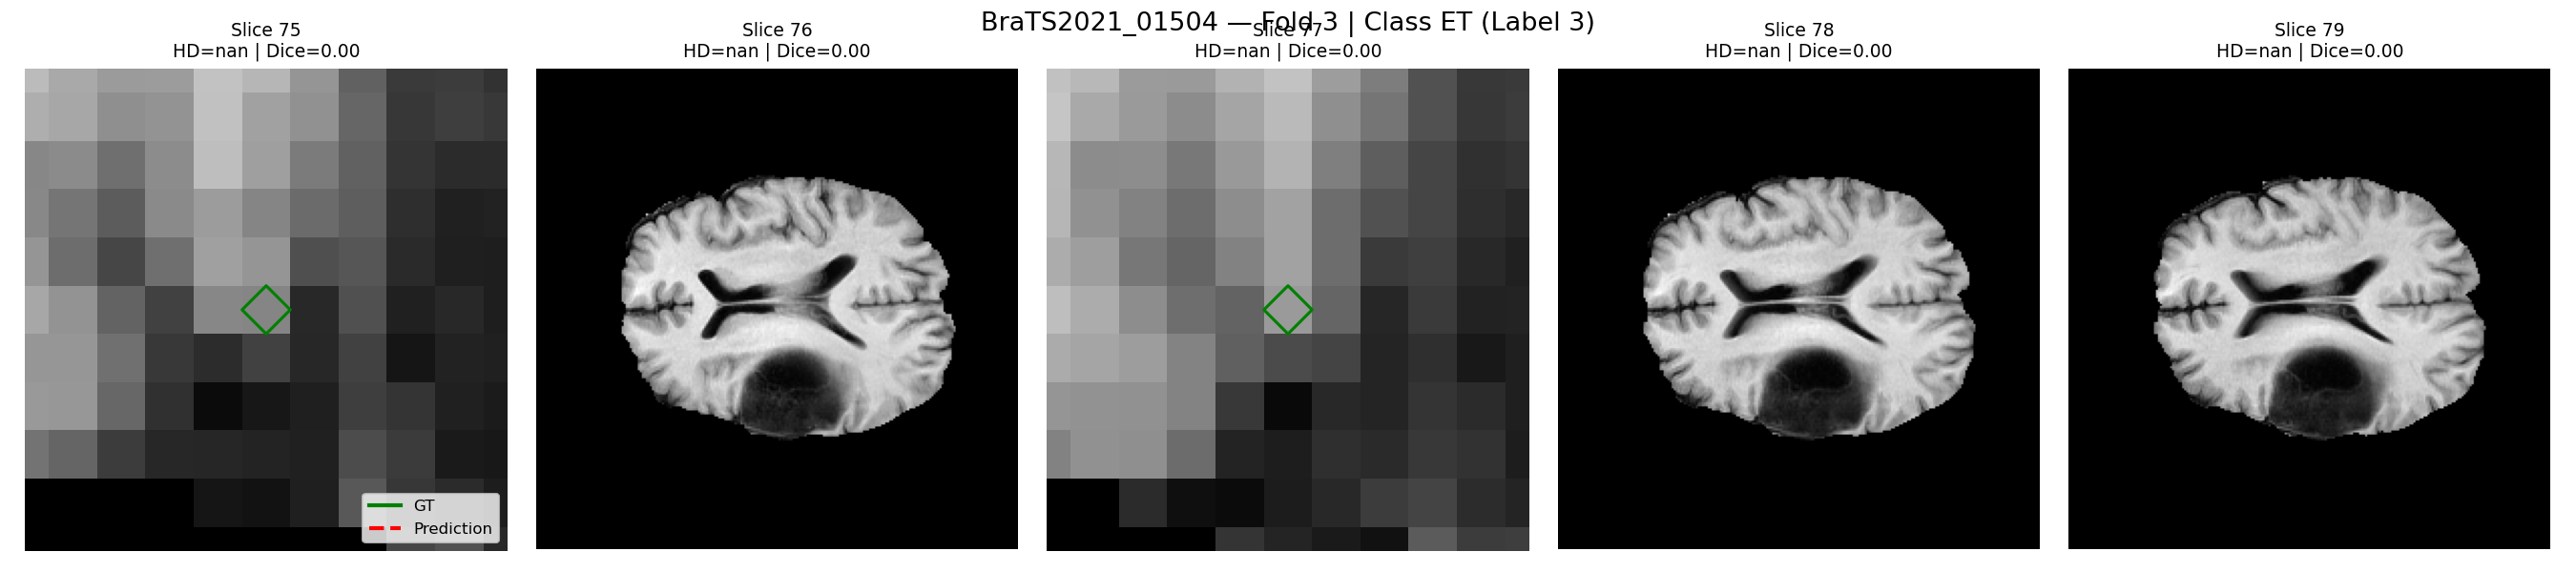 BraTS2021_01504 — Fold 3 | Class ET (Label 3)
Slice 75
HD=nan | Dice=0.00
Slice 76
HD=nan | Dice=0.00
Slice 77
HD=nan | Dice=0.00
Slice 78
HD=nan | Dice=0.00
Slice 79
HD=nan | Dice=0.00
GT
Prediction